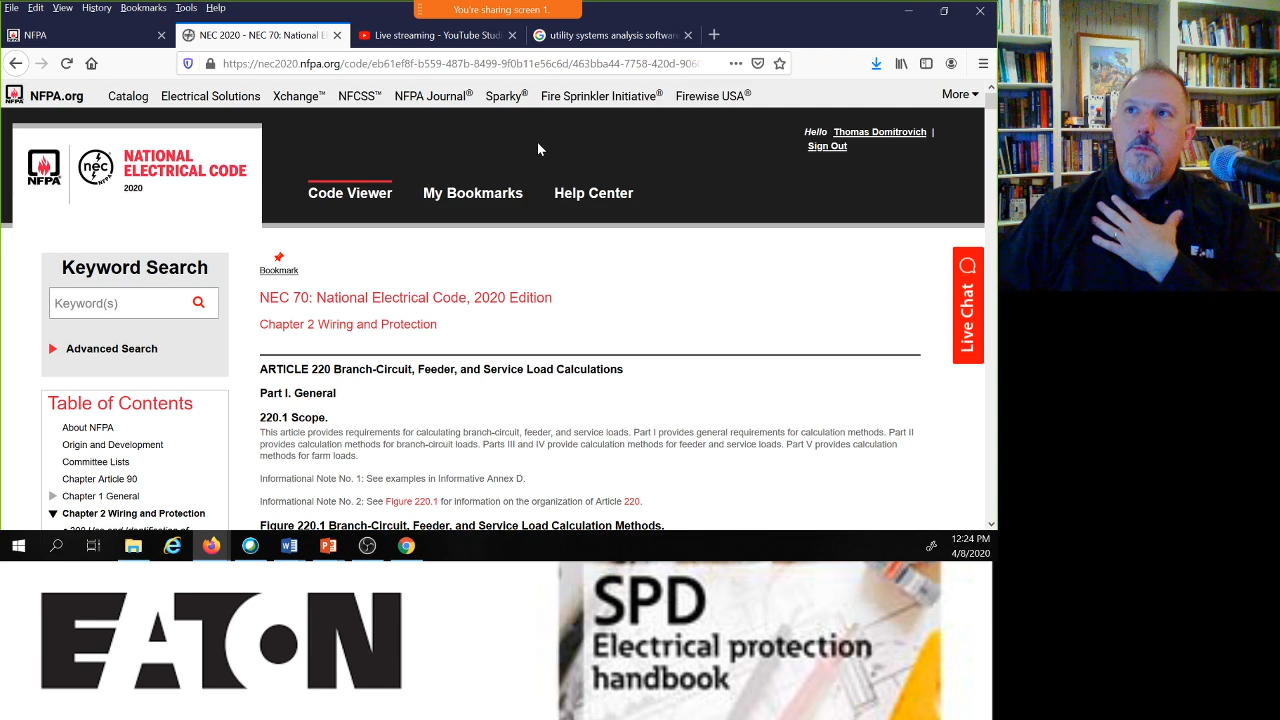 File Edit View History Bookmarks Tools Help
You're sharing screen 1.
NFPA
NEC 2020 - NEC 70: National El
Live streaming - YouTube Stud
utility systems analysis software
https://nec2020.nfpa.org/code/eb61ef8f-b559-487b-8499-9f0b11e56c6d/463bba44-7758-420d-906
NFPA
NFPA.org Catalog Electrical Solutions Xchange™ NFCSS™ NFPA Journal® Sparky® Fire Sprinkler Initiative® Firewise USA® More
Hello Thomas Domitrovich |
Sign Out
NFPA
nec
NATIONAL
ELECTRICAL CODE
2020
Code Viewer My Bookmarks Help Center
Keyword Search
Keyword(s)
Advanced Search
Table of Contents
About NFPA
Origin and Development
Committee Lists
Chapter Article 90
Chapter 1 General
Chapter 2 Wiring and Protection
Bookmark
NEC 70: National Electrical Code, 2020 Edition
Chapter 2 Wiring and Protection
ARTICLE 220 Branch-Circuit, Feeder, and Service Load Calculations
Part I. General
220.1 Scope.
This article provides requirements for calculating branch-circuit, feeder, and service loads. Part I provides general requirements for calculation methods. Part II
provides calculation methods for branch-circuit loads. Parts III and IV provide calculation methods for feeder and service loads. Part V provides calculation
methods for farm loads.
Informational Note No. 1: See examples in Informative Annex D.
Informational Note No. 2: See Figure 220.1 for information on the organization of Article 220.
Figure 220.1 Branch-Circuit, Feeder, and Service Load Calculation Methods.
Live Chat
EATON
12:24 PM
4/8/2020
EATON
SPD
Electrical protection
handbook